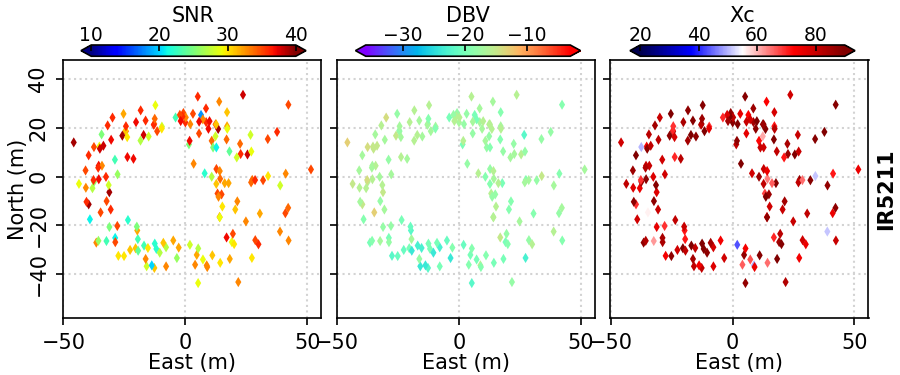 SNR DBV Xc
10 20 30 40 −30 −20 −10 20 40 60 80
40
20
0
−20
−40
North (m)
IR5211
−50 0 50 −50 0 50 −50 0 50
East (m) East (m) East (m)